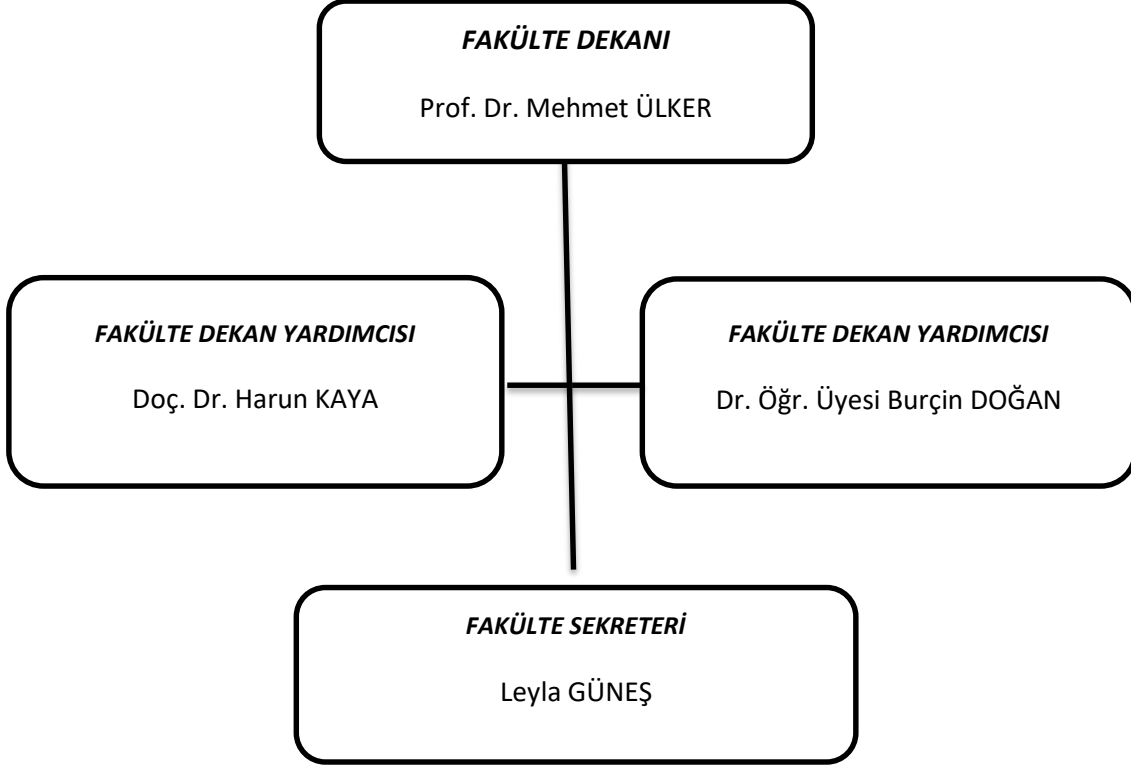 FAKÜLTE DEKANI
Prof. Dr. Mehmet ÜLKER
FAKÜLTE DEKAN YARDIMCISI
Doç. Dr. Harun KAYA
FAKÜLTE DEKAN YARDIMCISI
Dr. Öğr. Üyesi Burçin DOĞAN
FAKÜLTE SEKRETERİ
Leyla GÜNEŞ